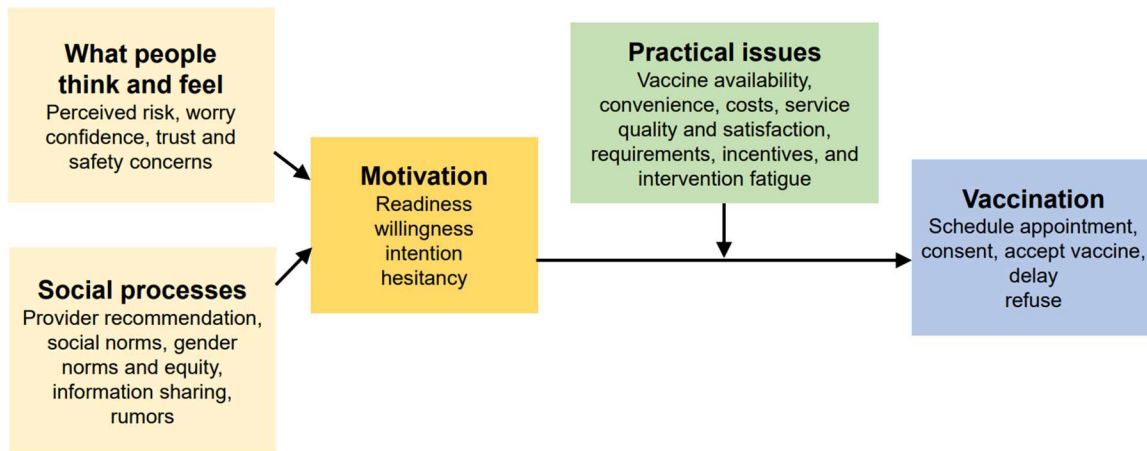 What people
think and feel
Perceived risk, worry
confidence, trust and
safety concerns
Social processes
Provider recommendation,
social norms, gender
norms and equity,
information sharing,
rumors
Motivation
Readiness
willingness
intention
hesitancy
Practical issues
Vaccine availability,
convenience, costs, service
quality and satisfaction,
requirements, incentives, and
intervention fatigue
Vaccination
Schedule appointment,
consent, accept vaccine,
delay
refuse